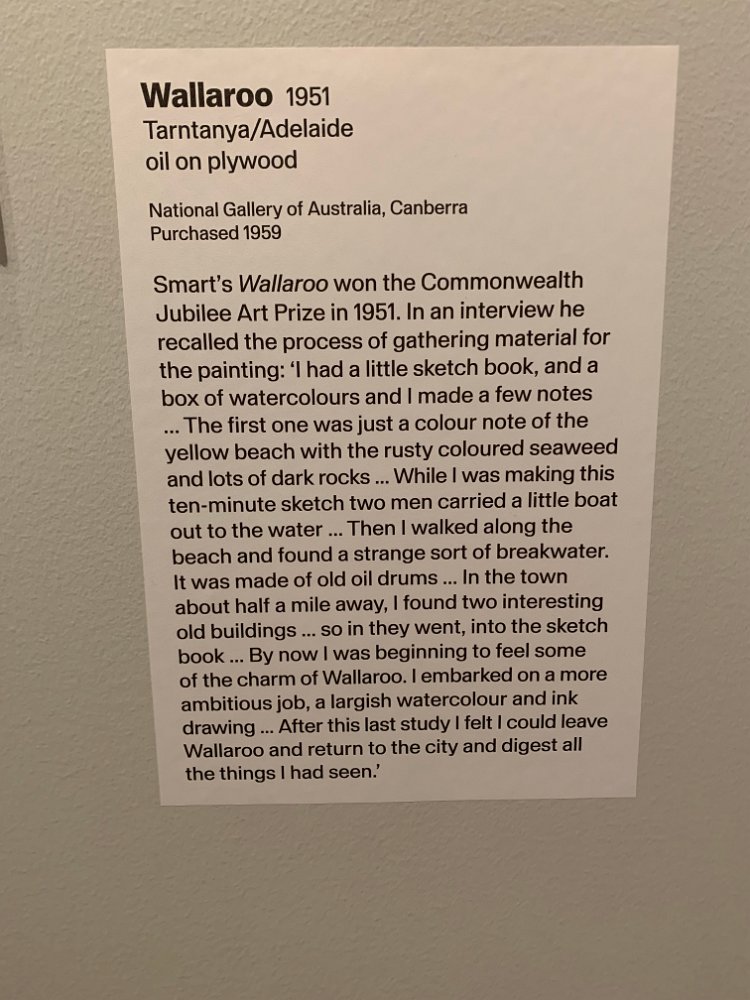 Wallaroo 1951
Tarntanya/Adelaide
oil on plywood
National Gallery of Australia, Canberra
Purchased 1959
Smart’s Wallaroo won the Commonwealth
Jubilee Art Prize in 1951. In an interview he
recalled the process of gathering material for
the painting: ‘I had a little sketch book, and a
box of watercolours and I made a few notes
... The first one was just a colour note of the
yellow beach with the rusty coloured seaweed
and lots of dark rocks ... While I was making this
ten-minute sketch two men carried a little boat
out to the water ... Then I walked along the
beach and found a strange sort of breakwater.
It was made of old oil drums ... In the town
about half a mile away, I found two interesting
old buildings ... so in they went, into the sketch
book ... By now I was beginning to feel some
of the charm of Wallaroo. I embarked on a more
ambitious job, a largish watercolour and ink
drawing ... After this last study I felt I could leave
Wallaroo and return to the city and digest all
the things I had seen.’